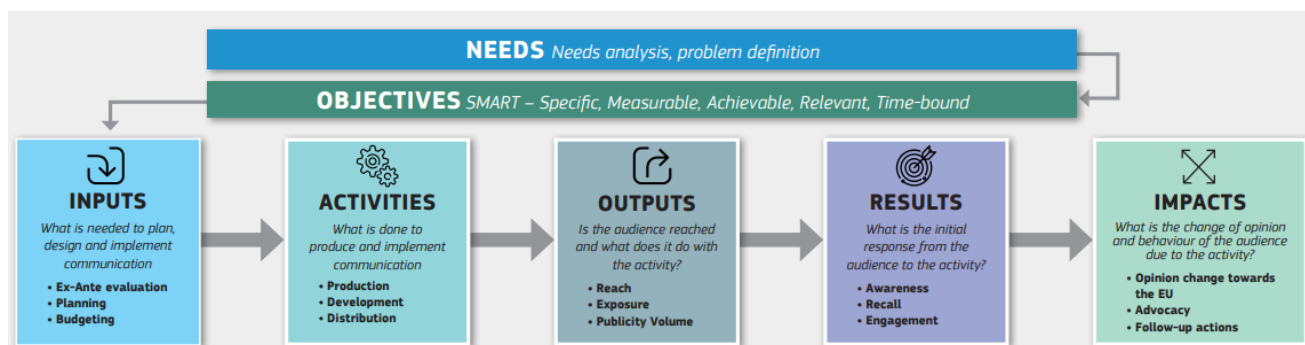 NEEDS Needs analysis, problem definition
OBJECTIVES SMART – Specific, Measurable, Achievable, Relevant, Time-bound
INPUTS
What is needed to plan,
design and implement
communication
• Ex-Ante evaluation
• Planning
• Budgeting
ACTIVITIES
What is done to
produce and implement
communication
• Production
• Development
• Distribution
OUTPUTS
Is the audience reached
and what does it do with
the activity?
• Reach
• Exposure
• Publicity Volume
RESULTS
What is the initial
response from the
audience to the activity?
• Awareness
• Recall
• Engagement
IMPACTS
What is the change of opinion
and behaviour of the audience
due to the activity?
• Opinion change towards
the EU
• Advocacy
• Follow-up actions